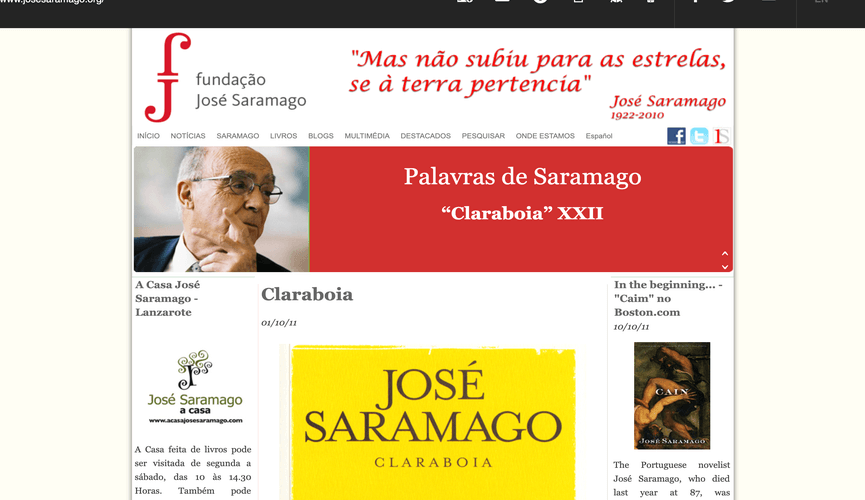 www.josesaramago.org/
EN
fundação
José Saramago
"Mas não subiu para as estrelas,
se à terra pertencia"
José Saramago
1922-2010
INÍCIO NOTÍCIAS SARAMAGO LIVROS BLOGS MULTIMÉDIA DESTACADOS PESQUISAR ONDE ESTAMOS Español
Palavras de Saramago
“Claraboia” XXII
A Casa José
Saramago -
Lanzarote
José Saramago
a casa
www.acasajosesaramago.com
A Casa feita de livros pode
ser visitada de segunda a
sábado, das 10 às 14.30
Horas. Também pode
Claraboia
01/10/11
JOSÉ
SARAMAGO
CLARABOIA
In the beginning... -
"Caim" no
Boston.com
10/10/11
CAIN
JOSÉ SARAMAGO
The Portuguese novelist
José Saramago, who died
last year at 87, was